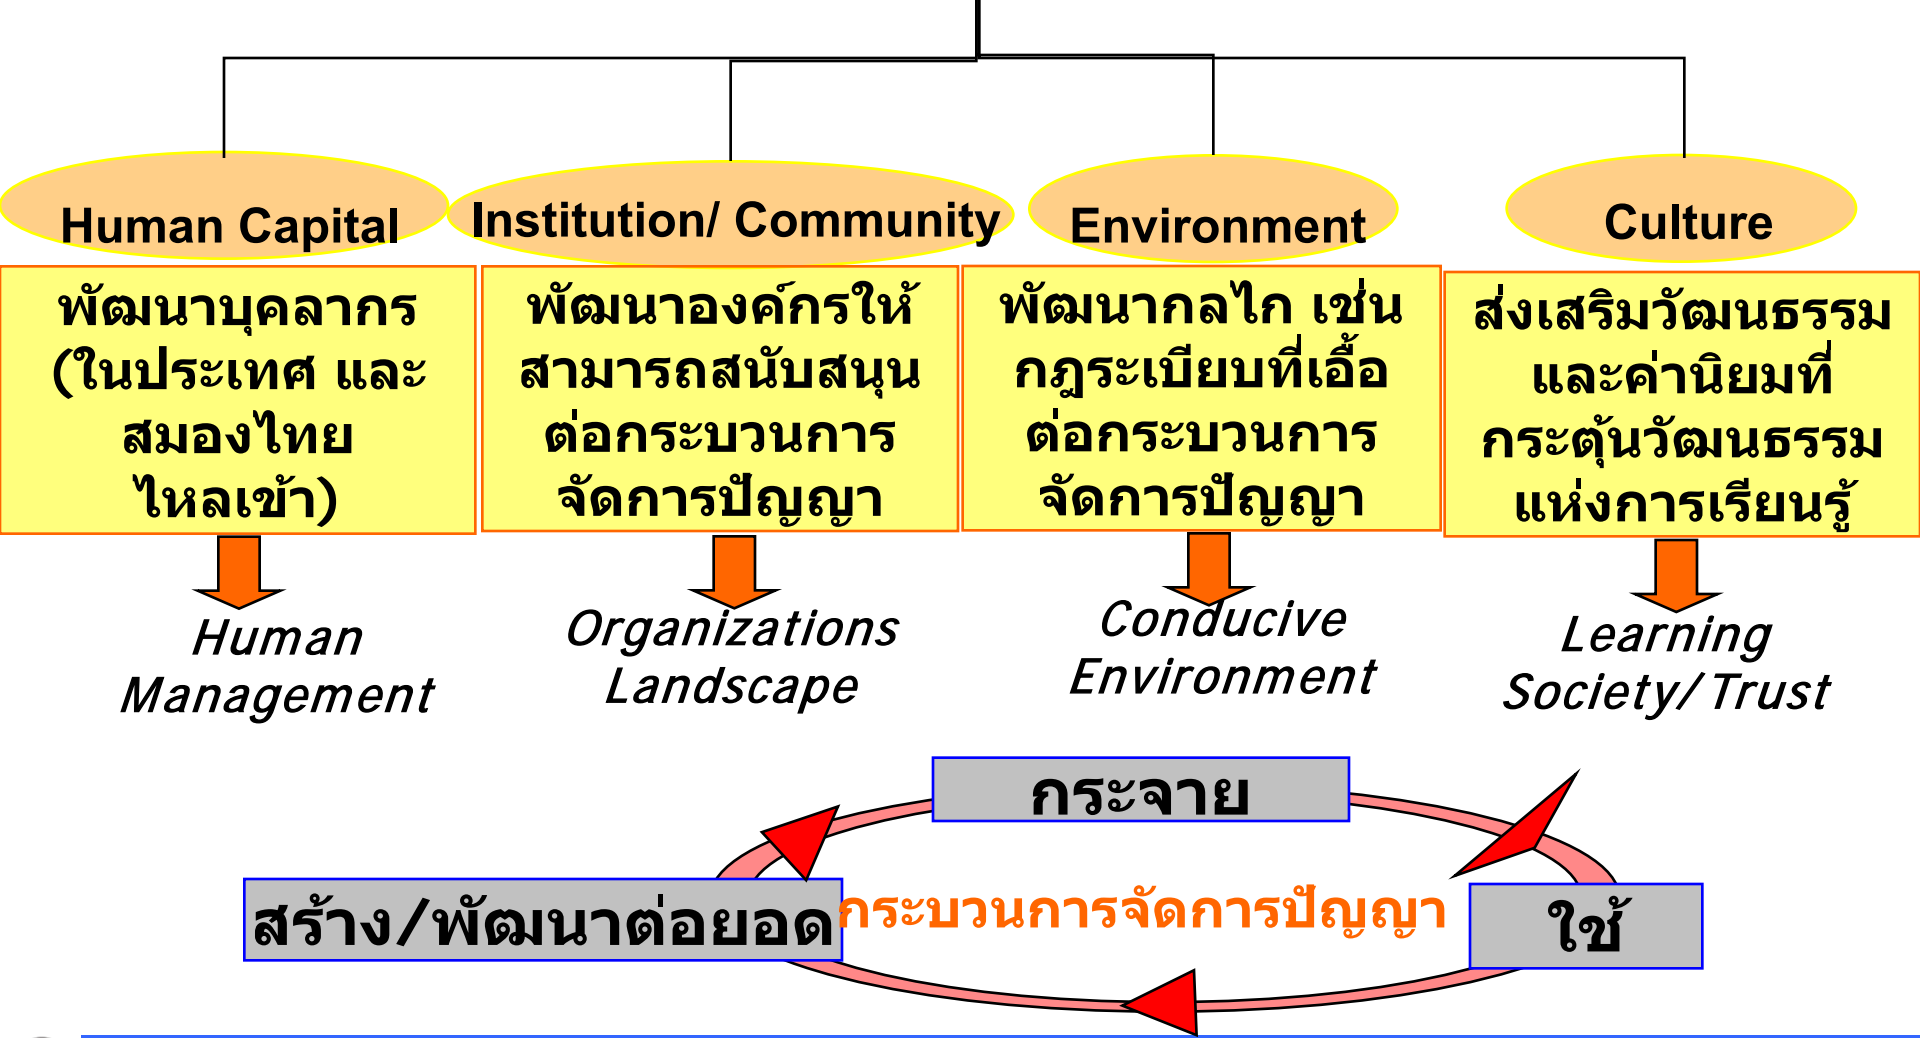 Human Capital
พัฒนาบุคลากร
(ในประเทศ และ
สมองไทย
ไหลเข้า)
Human
Management
Institution/ Community
พัฒนาองค์กรให้
สามารถสนับสนุน
ต่อกระบวนการ
จัดการปัญญา
Organizations
Landscape
Environment
พัฒนากลไก เช่น
กฎระเบียบที่เอื้อ
ต่อกระบวนการ
จัดการปัญญา
Conducive
Environment
Culture
ส่งเสริมวัฒนธรรม
และค่านิยมที่
กระตุ้นวัฒนธรรม
แห่งการเรียนรู้
Learning
Society/Trust
กระจาย
สร้าง/พัฒนาต่อยอด
กระบวนการจัดการปัญญา
ใช้